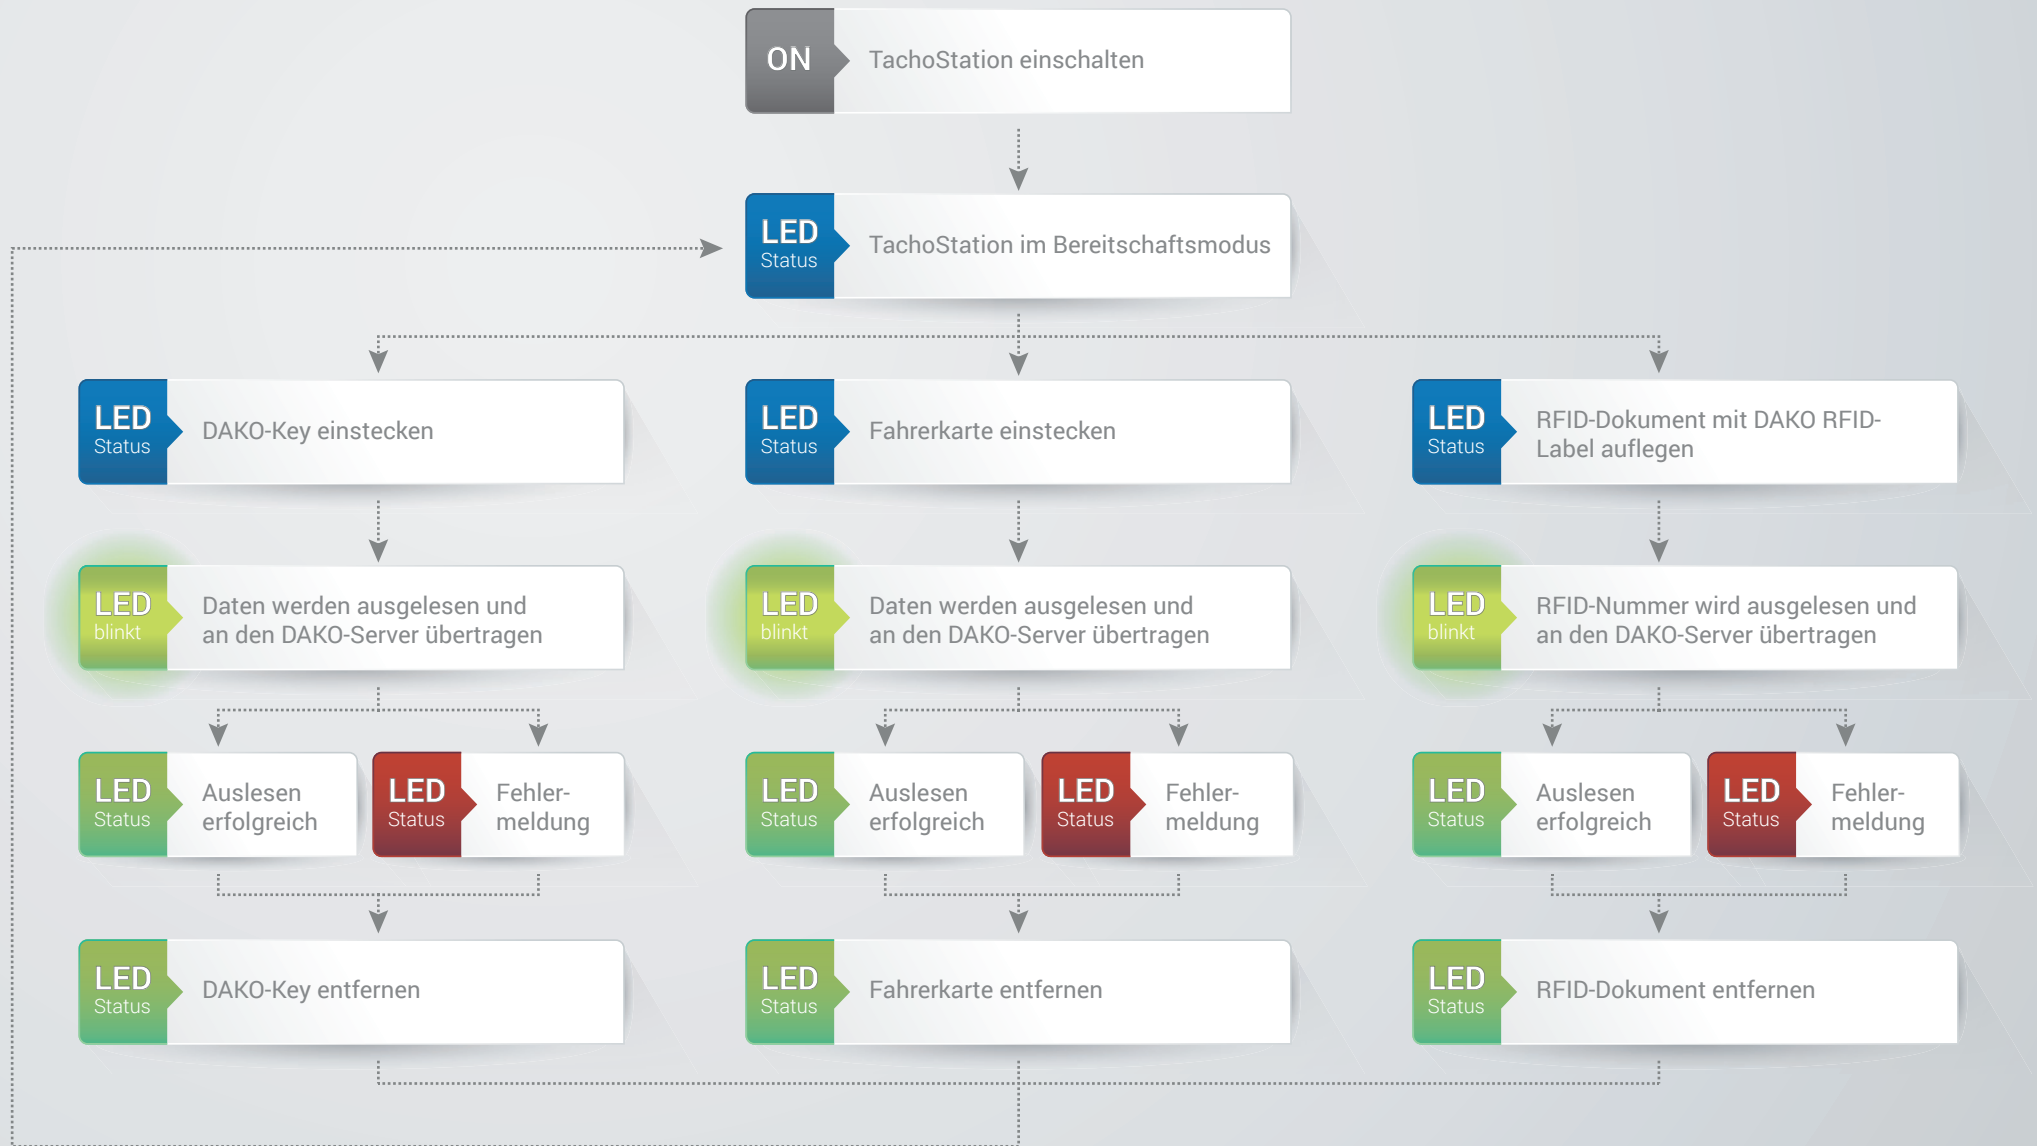 ON
TachoStation einschalten
LED
Status
TachoStation im Bereitschaftsmodus
LED
Status
DAKO-Key einstecken
LED
Status
Fahrerkarte einstecken
LED
Status
RFID-Dokument mit DAKO RFID-
Label auflegen
LED
blinkt
Daten werden ausgelesen und
an den DAKO-Server übertragen
LED
blinkt
Daten werden ausgelesen und
an den DAKO-Server übertragen
LED
blinkt
RFID-Nummer wird ausgelesen und
an den DAKO-Server übertragen
LED
Status
Auslesen
erfolgreich
LED
Status
Fehler-
meldung
LED
Status
Auslesen
erfolgreich
LED
Status
Fehler-
meldung
LED
Status
Auslesen
erfolgreich
LED
Status
Fehler-
meldung
LED
Status
DAKO-Key entfernen
LED
Status
Fahrerkarte entfernen
LED
Status
RFID-Dokument entfernen